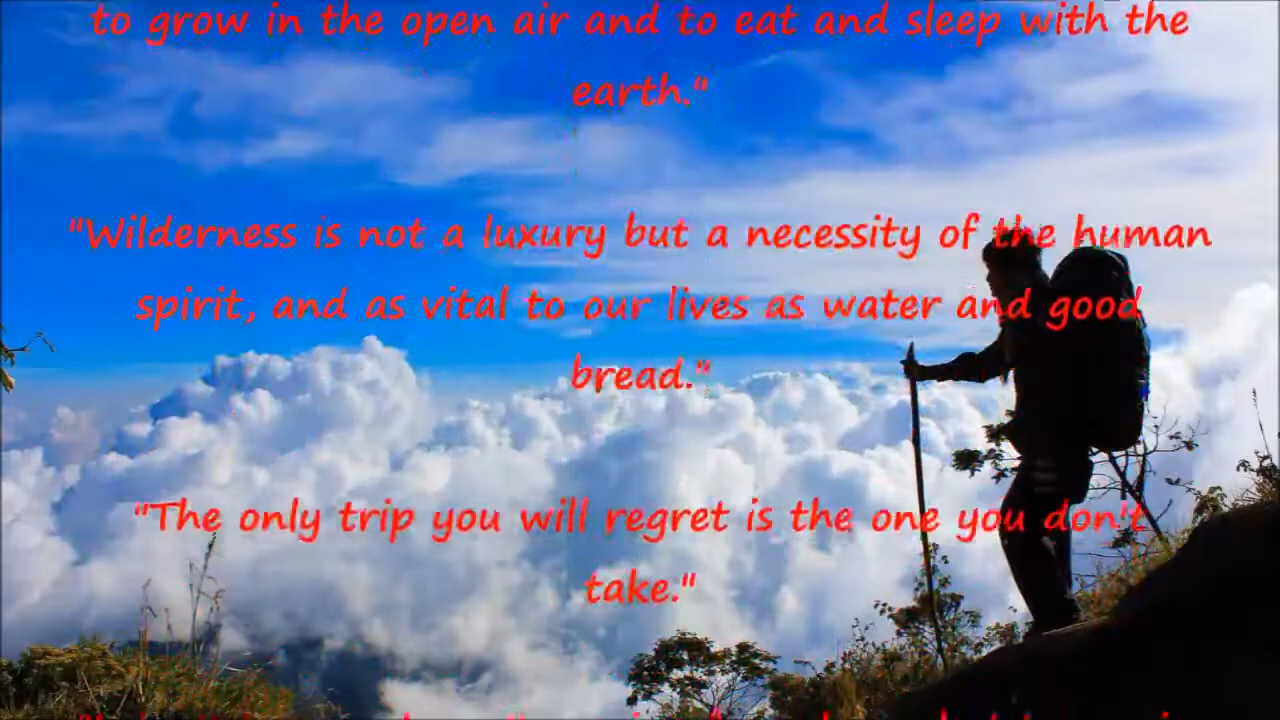 to grow in the open air and to eat and sleep with the
earth."
"Wilderness is not a luxury but a necessity of the human
spirit, and as vital to our lives as water and good
bread."
"The only trip you will regret is the one you don't
take."